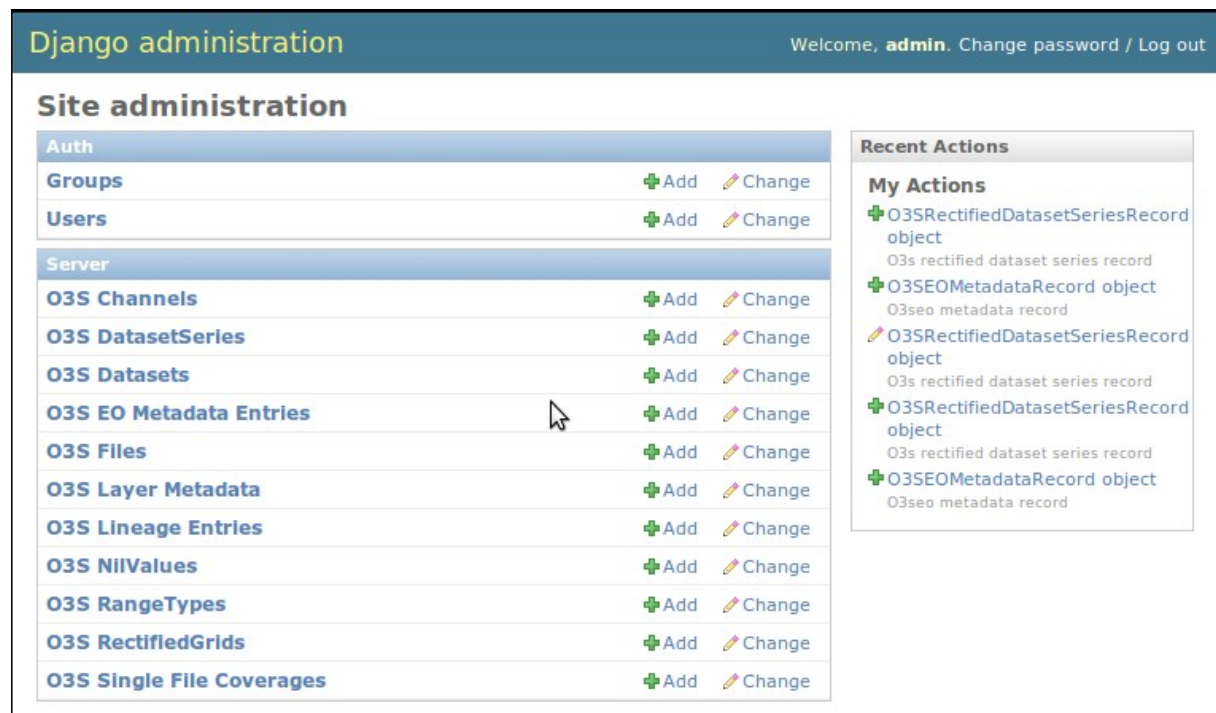 Django administration
Welcome, admin. Change password / Log out
Site administration
Auth
Groups Add Change
Users Add Change
Server
O3S Channels Add Change
O3S DatasetSeries Add Change
O3S Datasets Add Change
O3S EO Metadata Entries Add Change
O3S Files Add Change
O3S Layer Metadata Add Change
O3S Lineage Entries Add Change
O3S NilValues Add Change
O3S RangeTypes Add Change
O3S RectifiedGrids Add Change
O3S Single File Coverages Add Change
Recent Actions
My Actions
O3SRectifiedDatasetSeriesRecord
object
O3s rectified dataset series record
O3SEOMetadataRecord object
O3seo metadata record
O3SRectifiedDatasetSeriesRecord
object
O3s rectified dataset series record
O3SRectifiedDatasetSeriesRecord
object
O3s rectified dataset series record
O3SEOMetadataRecord object
O3seo metadata record